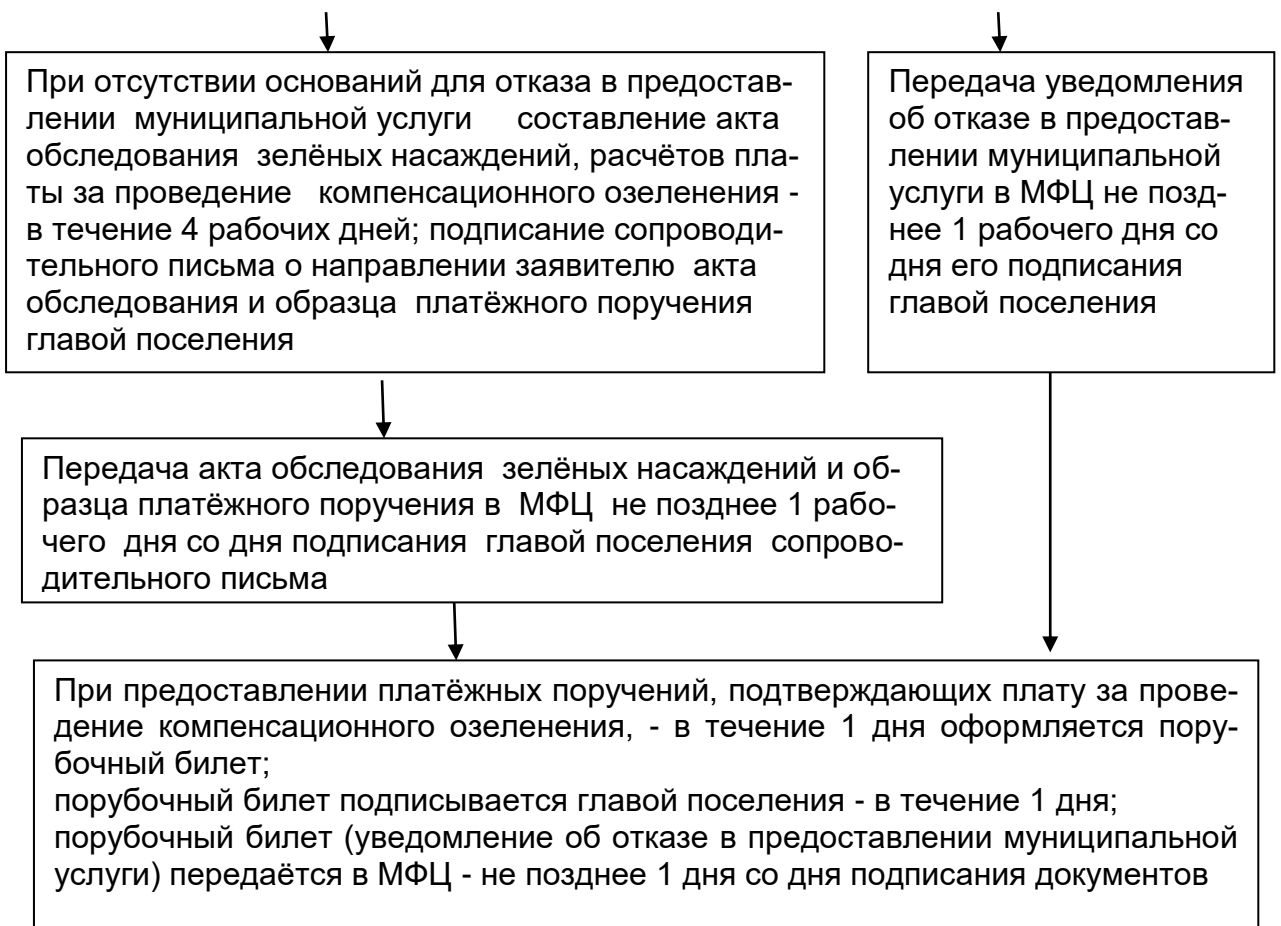 При отсутствии оснований для отказа в предостав-
лении муниципальной услуги составление акта
обследования зелёных насаждений, расчётов пла-
ты за проведение компенсационного озеленения -
в течение 4 рабочих дней; подписание сопроводи-
тельного письма о направлении заявителю акта
обследования и образца платёжного поручения
главой поселения
Передача уведомления
об отказе в предостав-
лении муниципальной
услуги в МФЦ не позд-
нее 1 рабочего дня со
дня его подписания
главой поселения
Передача акта обследования зелёных насаждений и об-
разца платёжного поручения в МФЦ не позднее 1 рабо-
чего дня со дня подписания главой поселения сопрово-
дительного письма
При предоставлении платёжных поручений, подтверждающих плату за прове-
дение компенсационного озеленения, - в течение 1 дня оформляется пору-
бочный билет;
порубочный билет подписывается главой поселения - в течение 1 дня;
порубочный билет (уведомление об отказе в предоставлении муниципальной
услуги) передаётся в МФЦ - не позднее 1 дня со дня подписания документов